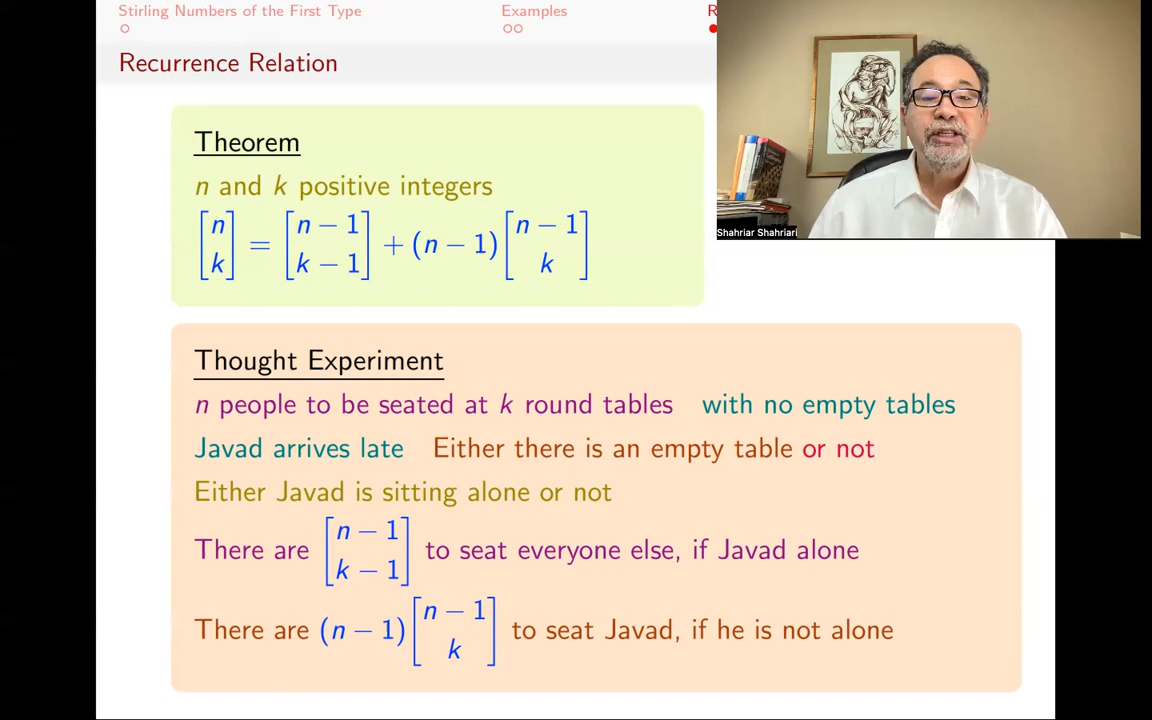 Stirling Numbers of the First Type
Examples
R
Recurrence Relation
Shahriar Shahriari
Theorem
n and k positive integers
[n k] = [n − 1 k − 1] + (n − 1) [n − 1 k]
Thought Experiment
n people to be seated at k round tables with no empty tables
Javad arrives late Either there is an empty table or not
Either Javad is sitting alone or not
There are [n − 1 k − 1] to seat everyone else, if Javad alone
There are (n − 1) [n − 1 k] to seat Javad, if he is not alone